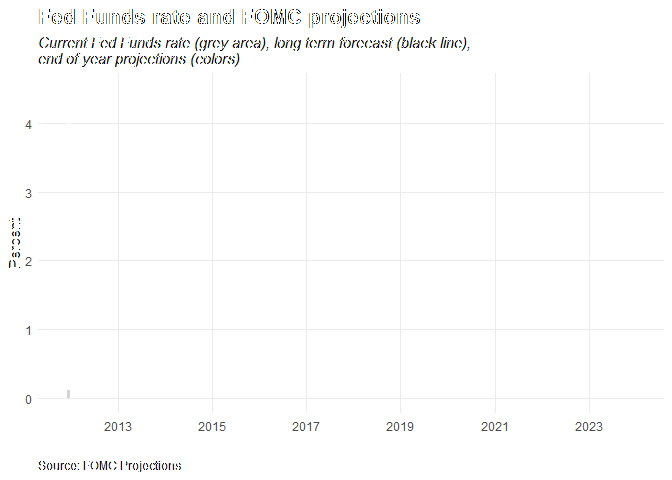 Fed Funds rate and FOMC projections
Current Fed Funds rate (grey area), long term forecast (black line),
end of year projections (colors)
Percent
4
3
2
1
0
2013 2015 2017 2019 2021 2023
Source: FOMC Projections